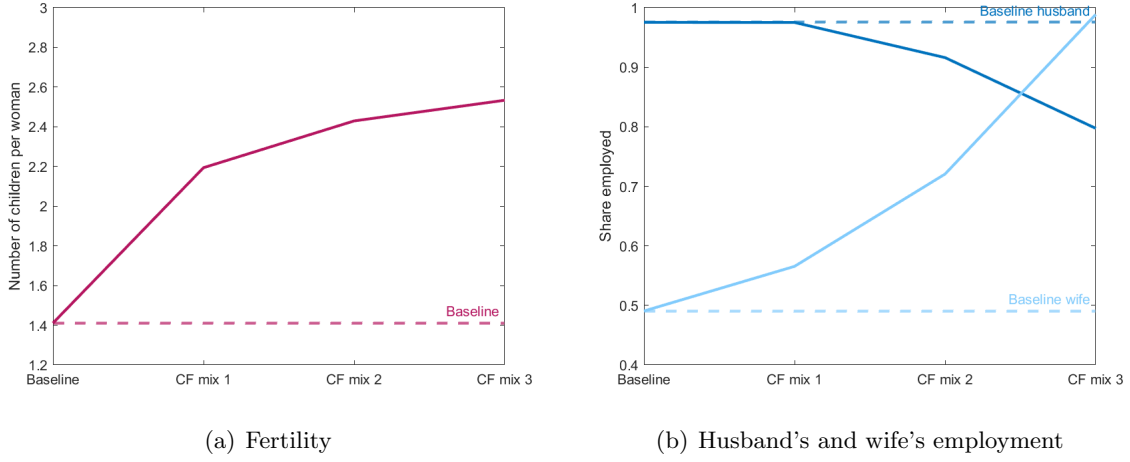 3
2.8
2.6
2.4
2.2
2
1.8
1.6
1.4
1.2
Number of children per woman
Baseline
Baseline
CF mix 1
CF mix 2
CF mix 3
(a) Fertility
1
0.9
0.8
0.7
0.6
0.5
0.4
Share employed
Baseline husband
Baseline wife
Baseline
CF mix 1
CF mix 2
CF mix 3
(b) Husband's and wife's employment